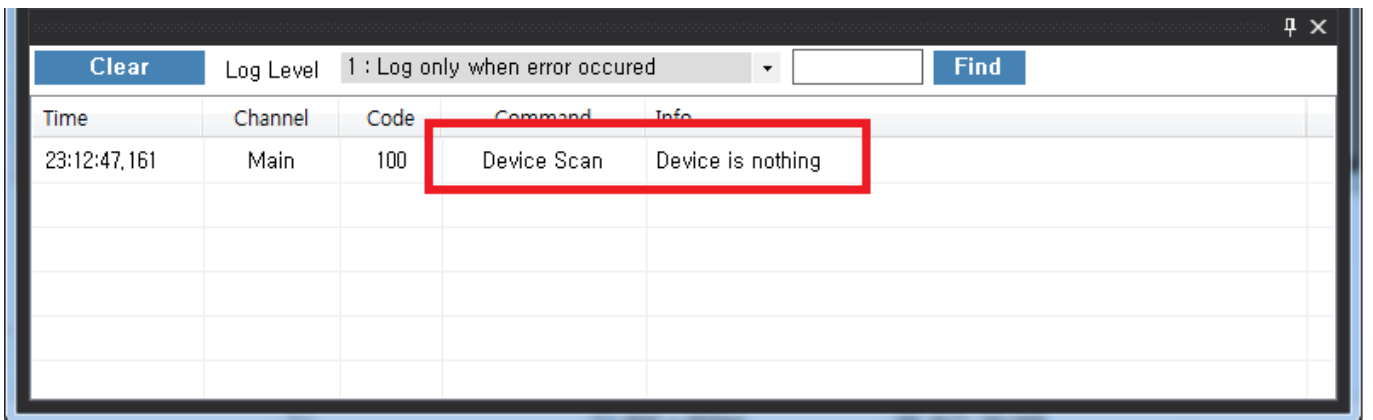 Clear Log Level 1 : Log only when error occured Find
Time Channel Code Command Info
23:12:47,161 Main 100 Device Scan Device is nothing